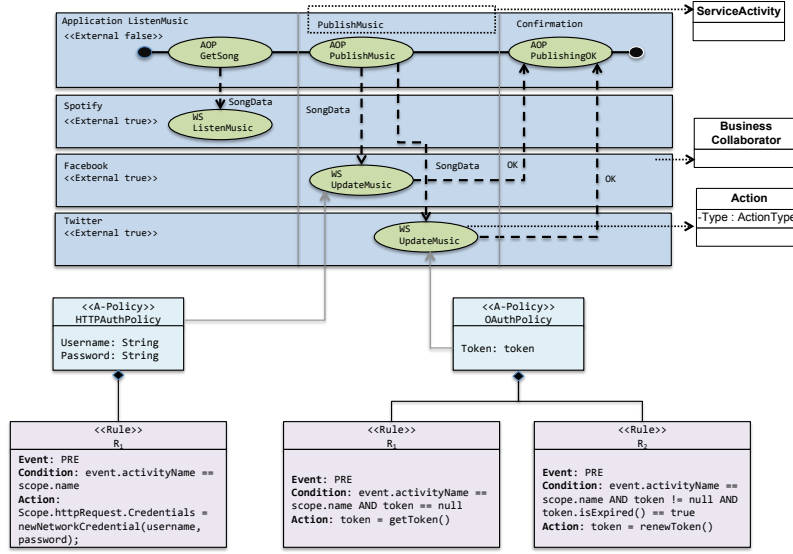 Application ListenMusic
<<External false>>
PublishMusic
Confirmation
ServiceActivity
AOP
GetSong
AOP
PublishMusic
AOP
PublishingOK
Spotify
<<External true>>
SongData
SongData
WS
ListenMusic
Business
Collaborator
Facebook
<<External true>>
SongData
OK
OK
WS
UpdateMusic
Action
-Type : ActionType
Twitter
<<External true>>
WS
UpdateMusic
<<A-Policy>>
HTTPAuthPolicy
Username: String
Password: String
<<A-Policy>>
OAuthPolicy
Token: token
<<Rule>>
R1
Event: PRE
Condition: event.activityName ==
scope.name
Action:
Scope.httpRequest.Credentials =
newNetworkCredential(username,
password);
<<Rule>>
R1
Event: PRE
Condition: event.activityName ==
scope.name AND token == null
Action: token = getToken()
<<Rule>>
R2
Event: PRE
Condition: event.activityName ==
scope.name AND token != null AND
token.isExpired() == true
Action: token = renewToken()